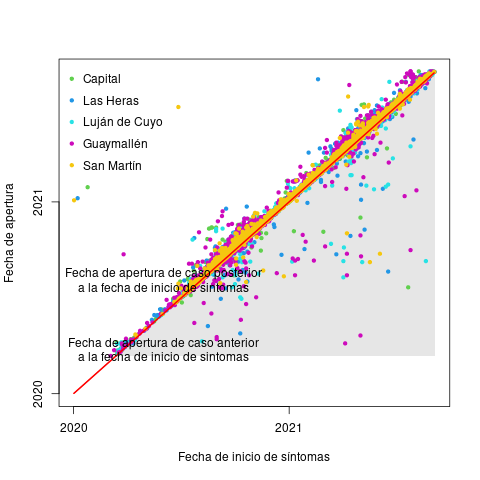 Capital
Las Heras
Luján de Cuyo
Guaymallén
San Martín
Fecha de apertura de caso posterior
a la fecha de inicio de síntomas
Fecha de apertura de caso anterior
a la fecha de inicio de síntomas
Fecha de apertura
2021
2020
2020
2021
Fecha de inicio de síntomas